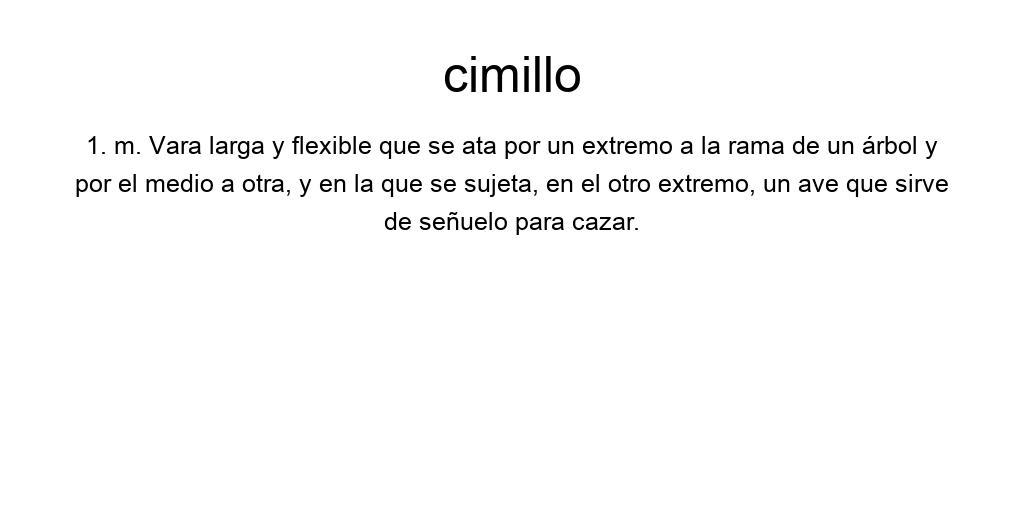 cimillo
1. m. Vara larga y flexible que se ata por un extremo a la rama de un árbol y
por el medio a otra, y en la que se sujeta, en el otro extremo, un ave que sirve
de señuelo para cazar.